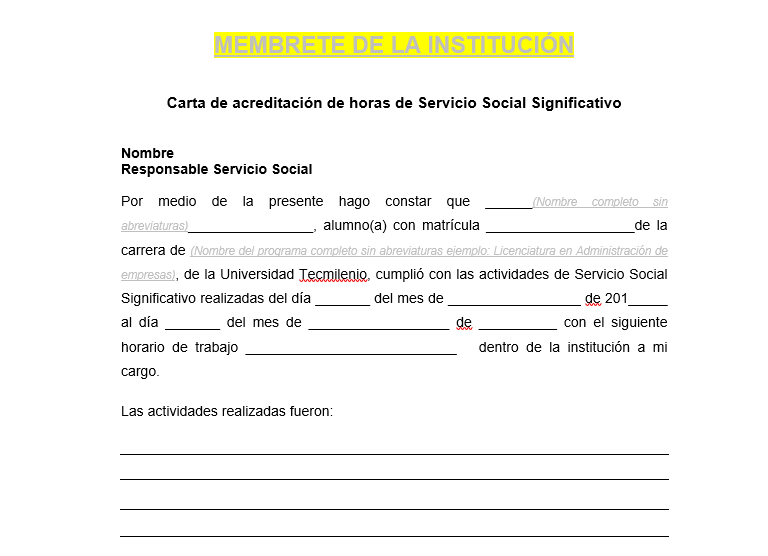 MEMBRETE DE LA INSTITUCIÓN
Carta de acreditación de horas de Servicio Social Significativo
Nombre
Responsable Servicio Social
Por medio de la presente hago constar que ______(Nombre completo sin
abreviaturas)________________, alumno(a) con matrícula ___________________de la
carrera de (Nombre del programa completo sin abreviaturas ejemplo: Licenciatura en Administración de
empresas), de la Universidad Tecmilenio, cumplió con las actividades de Servicio Social
Significativo realizadas del día _______ del mes de _________________ de 201_____
al día _______ del mes de __________________ de __________ con el siguiente
horario de trabajo ___________________________ dentro de la institución a mi
cargo.
Las actividades realizadas fueron: